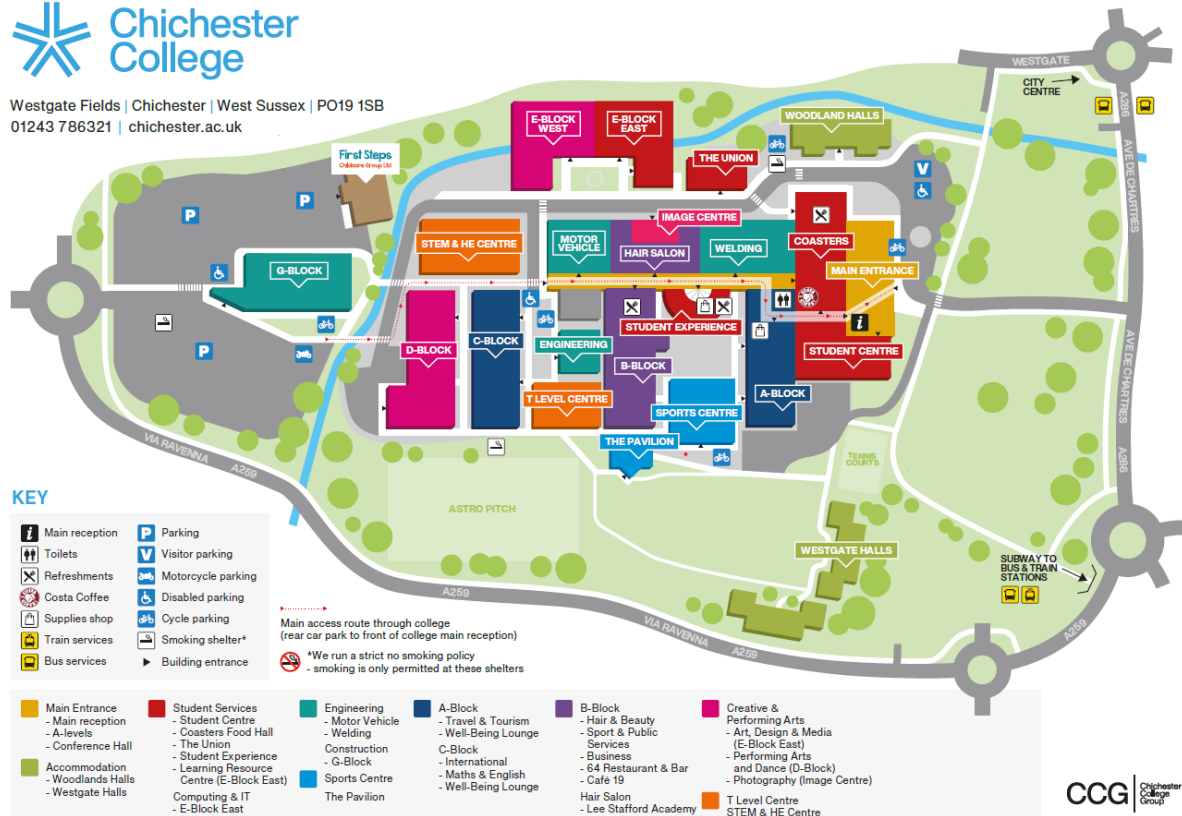 Chichester
College
Westgate Fields | Chichester | West Sussex | PO19 1SB
01243 786321 | chichester.ac.uk
WESTGATE
CITY
CENTRE
A286
AVE DE CHARTRES
E-BLOCK
WEST
E-BLOCK
EAST
WOODLAND HALLS
THE UNION
First Steps
Childcare Group Ltd
P
P
V
IMAGE CENTRE
STEM & HE CENTRE
MOTOR
VEHICLE
HAIR SALON
WELDING
COASTERS
G-BLOCK
MAIN ENTRANCE
STUDENT EXPERIENCE
i
D-BLOCK
C-BLOCK
ENGINEERING
STUDENT CENTRE
P
B-BLOCK
A-BLOCK
T LEVEL CENTRE
SPORTS CENTRE
THE PAVILION
AVE DE CHARTRES
A286
VIA RAVENNA
A259
TENNIS
COURTS
ASTRO PITCH
WESTGATE HALLS
SUBWAY TO
BUS & TRAIN
STATIONS
A259
VIA RAVENNA
A259
A259
KEY
i Main reception
Toilets
Refreshments
Costa Coffee
Supplies shop
Train services
Bus services
P Parking
V Visitor parking
Motorcycle parking
Disabled parking
Cycle parking
Smoking shelter*
Building entrance
Main access route through college
(rear car park to front of college main reception)
*We run a strict no smoking policy
- smoking is only permitted at these shelters
Main Entrance
- Main reception
- A-levels
- Conference Hall
Accommodation
- Woodlands Halls
- Westgate Halls
Student Services
- Student Centre
- Coasters Food Hall
- The Union
- Student Experience
- Learning Resource
Centre (E-Block East)
Computing & IT
- E-Block East
Engineering
- Motor Vehicle
- Welding
Construction
- G-Block
Sports Centre
The Pavilion
A-Block
- Travel & Tourism
- Well-Being Lounge
C-Block
- International
- Maths & English
- Well-Being Lounge
B-Block
- Hair & Beauty
- Sport & Public
Services
- Business
- 64 Restaurant & Bar
- Café 19
Hair Salon
- Lee Stafford Academy
Creative &
Performing Arts
- Art, Design & Media
(E-Block East)
- Performing Arts
and Dance (D-Block)
- Photography (Image Centre)
T Level Centre
STEM & HE Centre
CCG
Chichester
College
Group